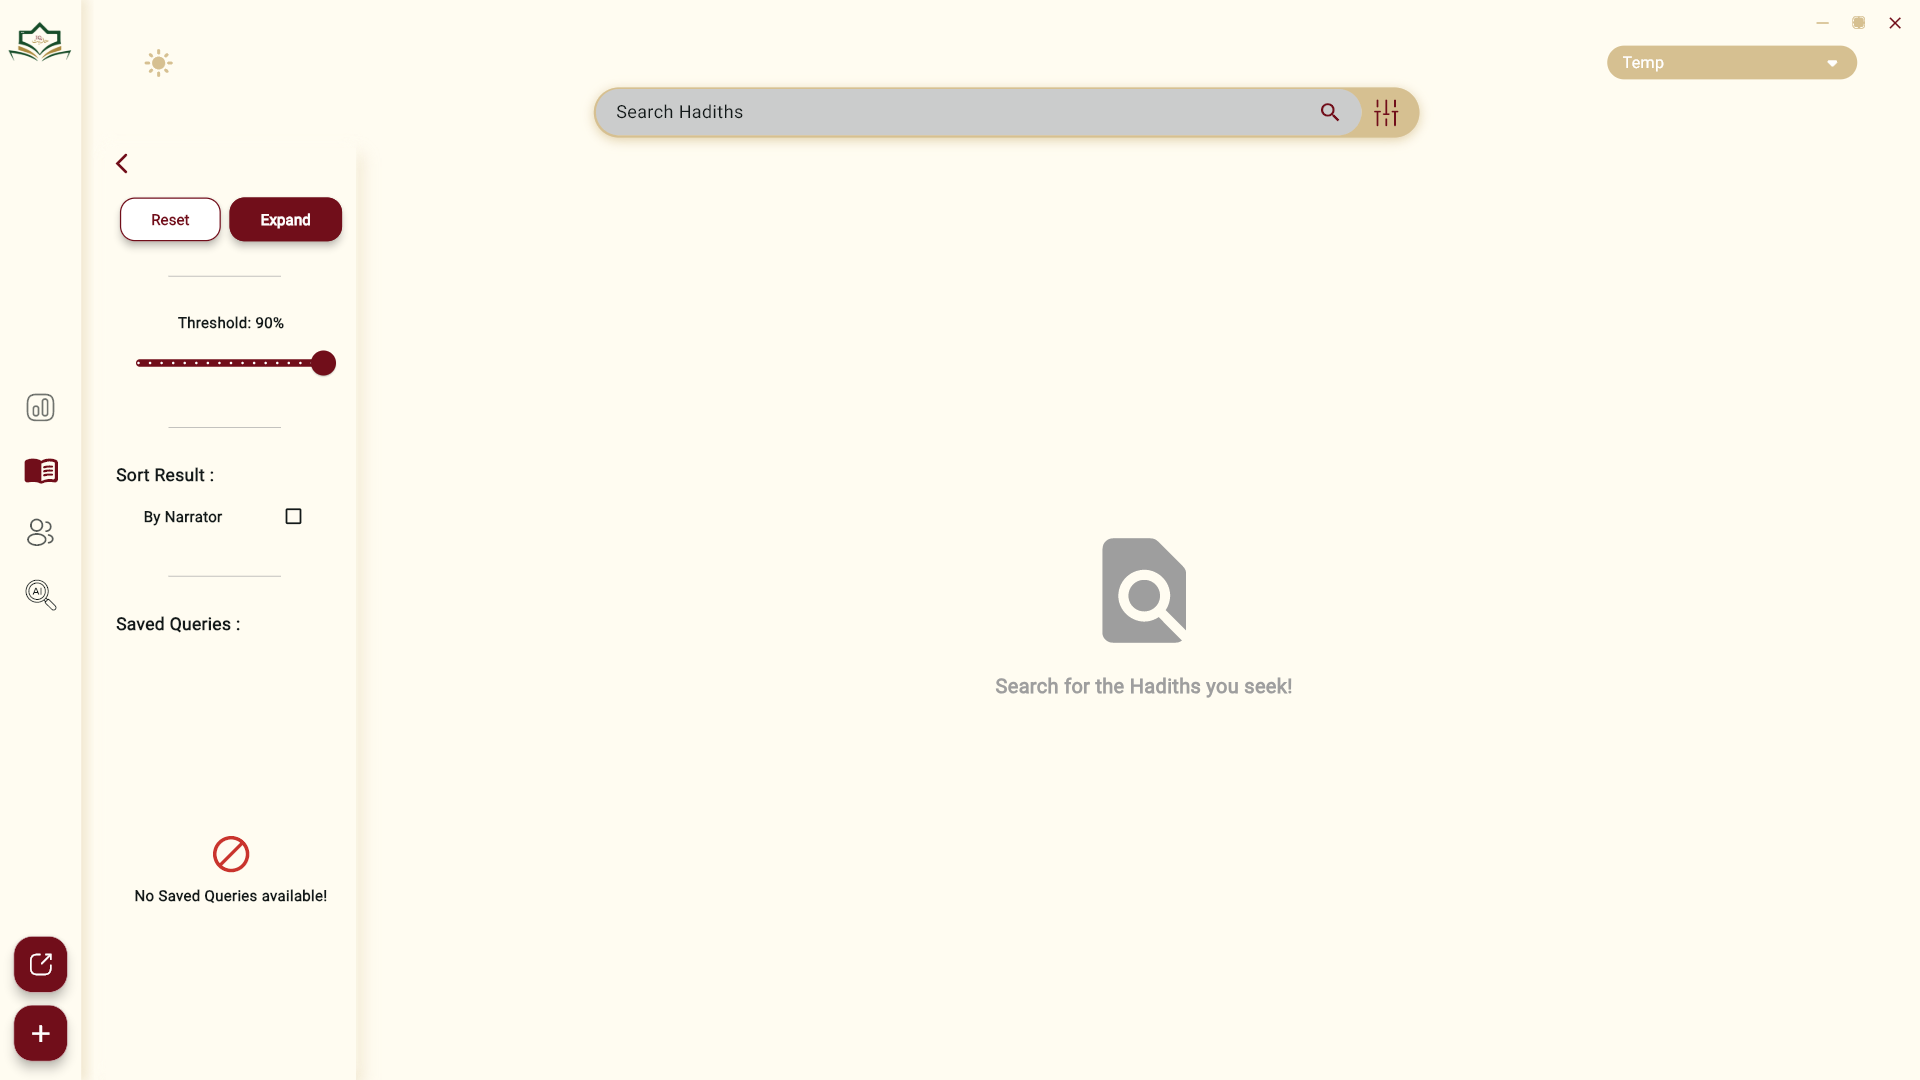 Temp
Search Hadiths
Reset
Expand
Threshold: 90%
Sort Result :
By Narrator
AI
Saved Queries :
Search for the Hadiths you seek!
No Saved Queries available!